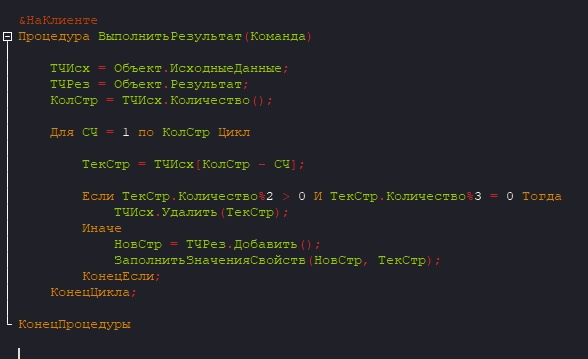 &НаКлиенте
Процедура ВыполнитьРезультат(Команда)
ТЧИсх = Объект.ИсходныеДанные;
ТЧРез = Объект.Результат;
КолСтр = ТЧИсх.Количество();
Для СЧ = 1 по КолСтр Цикл
ТекСтр = ТЧИсх[КолСтр - СЧ];
Если ТекСтр.Количество%2 > 0 И ТекСтр.Количество%3 = 0 Тогда
ТЧИсх.Удалить(ТекСтр);
Иначе
НовСтр = ТЧРез.Добавить();
ЗаполнитьЗначенияСвойств(НовСтр, ТекСтр);
КонецЕсли;
КонецЦикла;
КонецПроцедуры